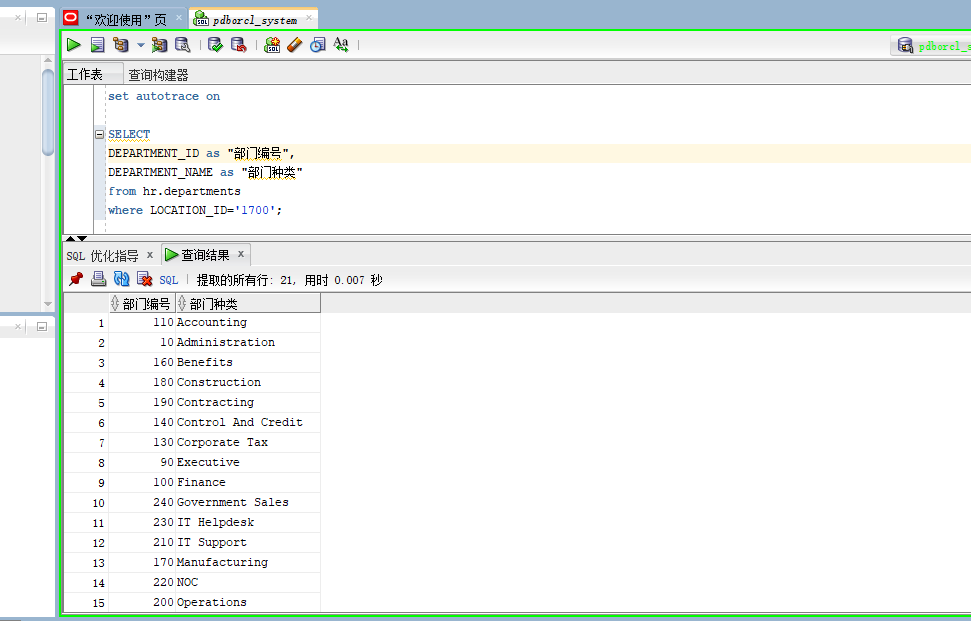 “欢迎使用”页 pdborcl_system
工作表 查询构建器
set autotrace on
SELECT
DEPARTMENT_ID as "部门编号",
DEPARTMENT_NAME as "部门种类"
from hr.departments
where LOCATION_ID='1700';
SQL 优化指导 查询结果
SQL 提取的所有行: 21, 用时 0.007 秒
部门编号 部门种类
1 110 Accounting
2 10 Administration
3 160 Benefits
4 180 Construction
5 190 Contracting
6 140 Control And Credit
7 130 Corporate Tax
8 90 Executive
9 100 Finance
10 240 Government Sales
11 230 IT Helpdesk
12 210 IT Support
13 170 Manufacturing
14 220 NOC
15 200 Operations